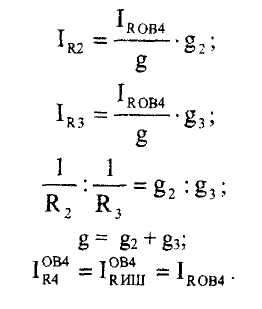 I_{R2} = \frac{I_{ROB4}}{g} \cdot g_2;
I_{R3} = \frac{I_{ROB4}}{g} \cdot g_3;
\frac{1}{R_2} : \frac{1}{R_3} = g_2 : g_3;
g = g_2 + g_3;
I_{R4}^{OB4} = I_{RИШ}^{OB4} = I_{ROB4}.